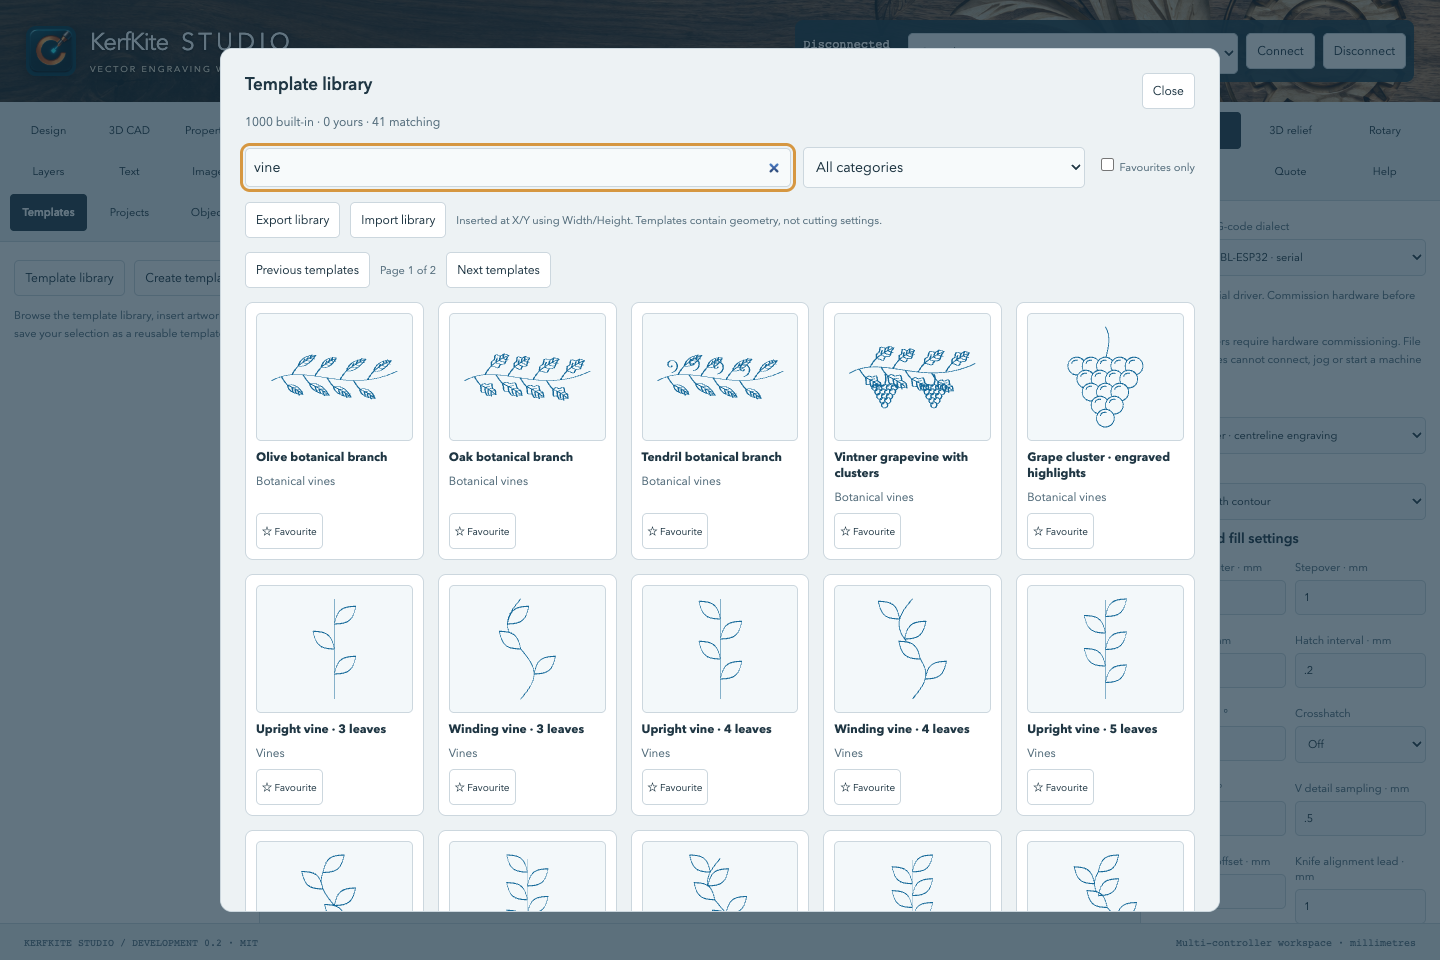 KerfKite STUDIO
VECTOR ENGRAVING
Disconnected
Connect
Disconnect
Design
3D CAD
3D relief
Rotary
Layers
Text
Quote
Help
Templates
Projects
Template library
Create
Browse the template library, insert
save your selection as a reusable
Template library
Close
1000 built-in · 0 yours · 41 matching
vine
All categories
Favourites only
Export library
Import library
Inserted at X/Y using Width/Height. Templates contain geometry, not cutting settings.
Previous templates
Page 1 of 2
Next templates
Olive botanical branch
Botanical vines
☆ Favourite
Oak botanical branch
Botanical vines
☆ Favourite
Tendril botanical branch
Botanical vines
☆ Favourite
Vintner grapevine with
clusters
Botanical vines
☆ Favourite
Grape cluster · engraved
highlights
Botanical vines
☆ Favourite
Upright vine · 3 leaves
Vines
☆ Favourite
Winding vine · 3 leaves
Vines
☆ Favourite
Upright vine · 4 leaves
Vines
☆ Favourite
Winding vine · 4 leaves
Vines
☆ Favourite
Upright vine · 5 leaves
Vines
☆ Favourite
G-code dialect
· serial
driver. Commission hardware before
require hardware commissioning. File
cannot connect, jog or start a machine
· centreline engraving
contour
fill settings
· mm
Stepover · mm
1
Hatch interval · mm
.2
Crosshatch
Off
V detail sampling · mm
.5
· mm
Knife alignment lead ·
mm
1
KERFKITE STUDIO / DEVELOPMENT 0.2 · MIT
Multi-controller workspace · millimetres